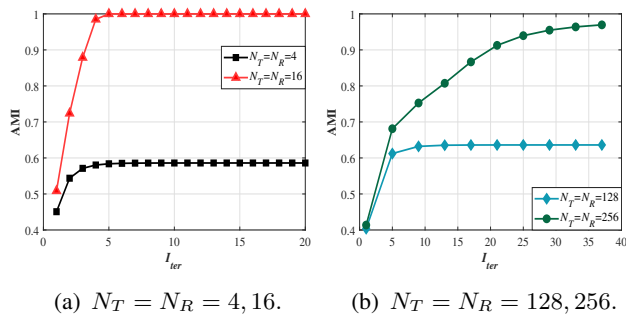 1
0.9
0.8
0.7
0.6
0.5
0.4
AMI
0 5 10 15 20
I_ter
N_T=N_R=4
N_T=N_R=16
(a) N_T = N_R = 4, 16.
1
0.9
0.8
0.7
0.6
0.5
0.4
AMI
0 5 10 15 20 25 30 35 40
I_ter
N_T=N_R=128
N_T=N_R=256
(b) N_T = N_R = 128, 256.